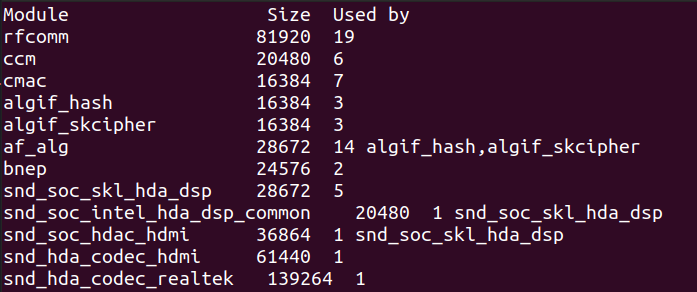 Module                  Size  Used by
rfcomm                 81920  19
ccm                    20480  6
cmac                   16384  7
algif_hash             16384  3
algif_skcipher         16384  3
af_alg                 28672  14 algif_hash,algif_skcipher
bnep                   24576  2
snd_soc_skl_hda_dsp    28672  5
snd_soc_intel_hda_dsp_common    20480  1 snd_soc_skl_hda_dsp
snd_soc_hdac_hdmi      36864  1 snd_soc_skl_hda_dsp
snd_hda_codec_hdmi     61440  1
snd_hda_codec_realtek   139264  1